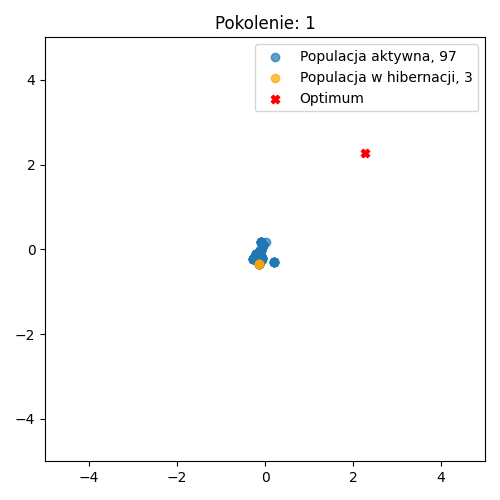 Pokolenie: 1
Populacja aktywna, 97
Populacja w hibernacji, 3
Optimum
4
2
0
−2
−4
−4
−2
0
2
4